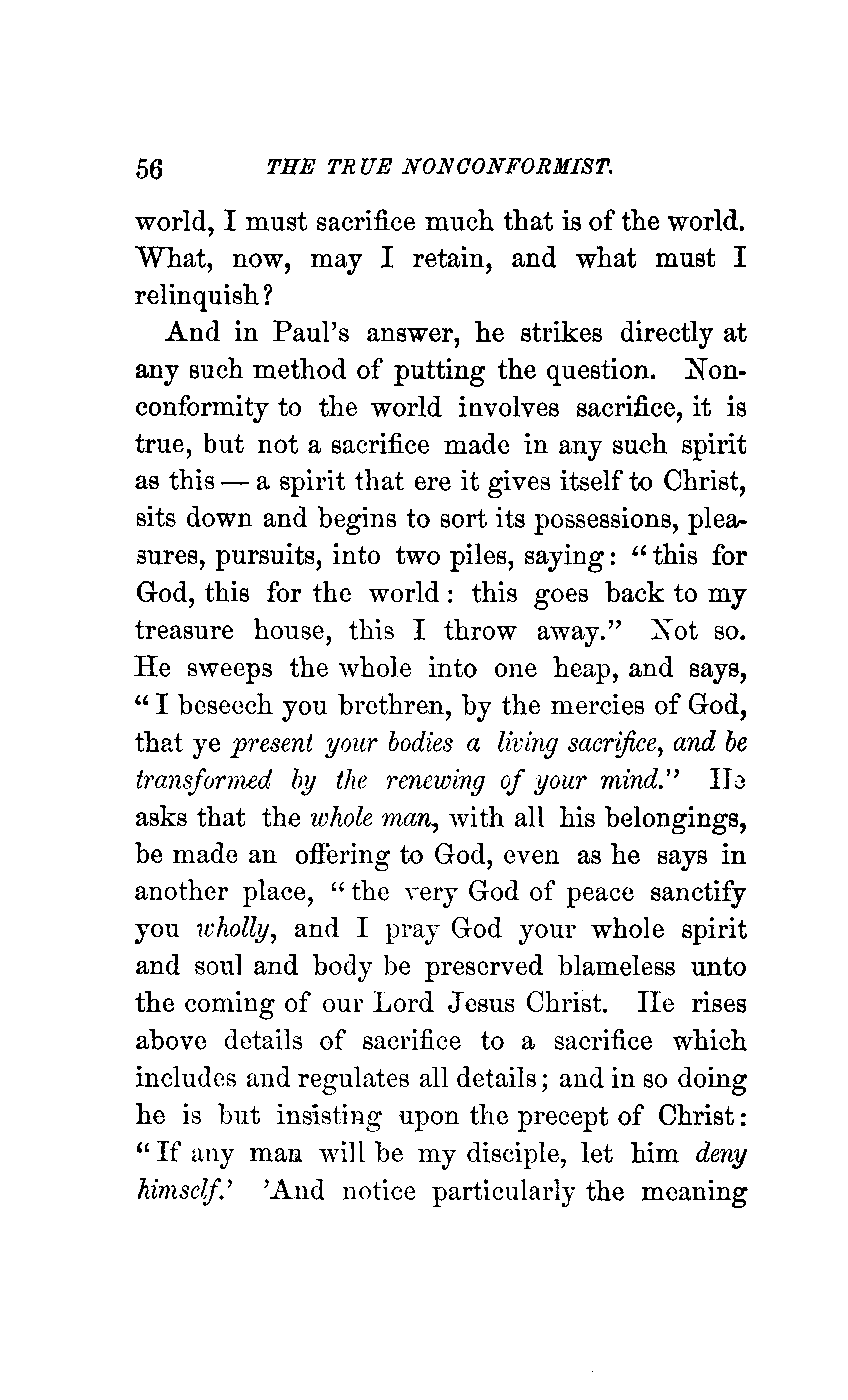 56 THE TRUE NONCONFORMIST.
world, I must sacrifice much that is of the world.
What, now, may I retain, and what must I
relinquish?
And in Paul's answer, he strikes directly at
any such method of putting the question. Non-
conformity to the world involves sacrifice, it is
true, but not a sacrifice made in any such spirit
as this — a spirit that ere it gives itself to Christ,
sits down and begins to sort its possessions, plea-
sures, pursuits, into two piles, saying: "this for
God, this for the world: this goes back to my
treasure house, this I throw away." Not so.
He sweeps the whole into one heap, and says,
"I beseech you brethren, by the mercies of God,
that ye present your bodies a living sacrifice, and be
transformed by the renewing of your mind." He
asks that the whole man, with all his belongings,
be made an offering to God, even as he says in
another place, "the very God of peace sanctify
you wholly, and I pray God your whole spirit
and soul and body be preserved blameless unto
the coming of our Lord Jesus Christ. He rises
above details of sacrifice to a sacrifice which
includes and regulates all details; and in so doing
he is but insisting upon the precept of Christ:
"If any man will be my disciple, let him deny
himself.' 'And notice particularly the meaning